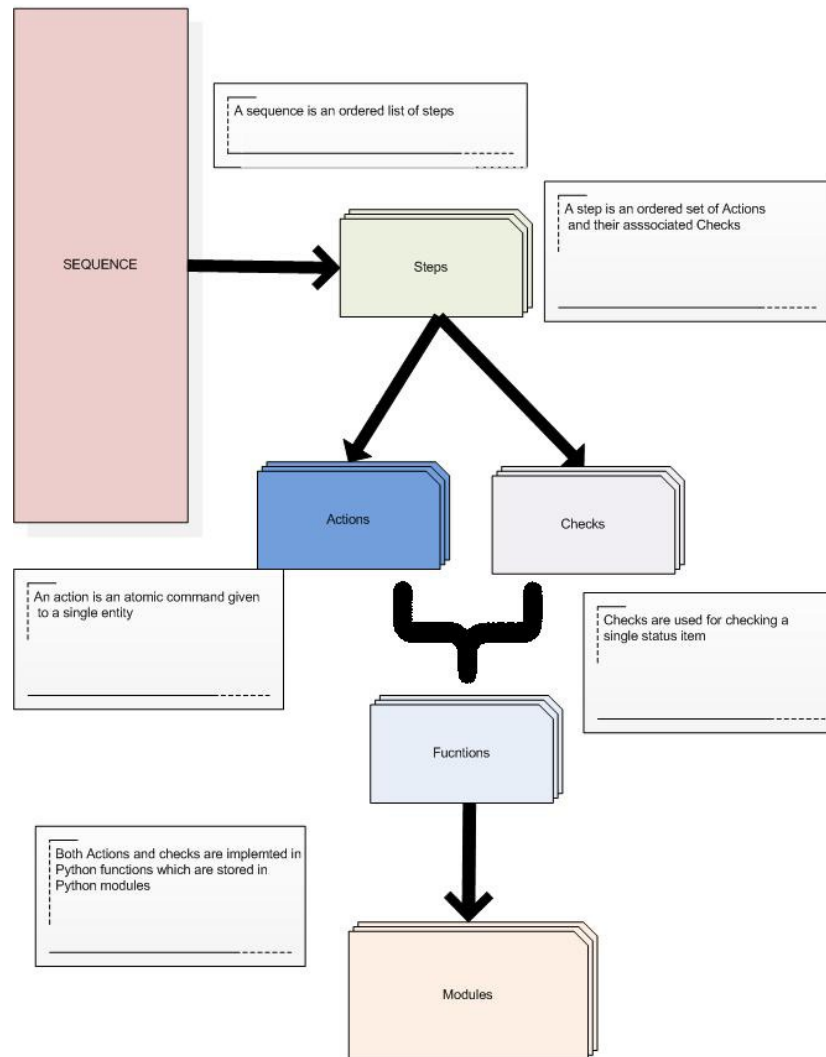 A sequence is an ordered list of steps
A step is an ordered set of Actions
and their asssociated Checks
SEQUENCE
Steps
Actions
Checks
An action is an atomic command given
to a single entity
Checks are used for checking a
single status item
Fucntions
Both Actions and checks are implemted in
Python functions which are stored in
Python modules
Modules